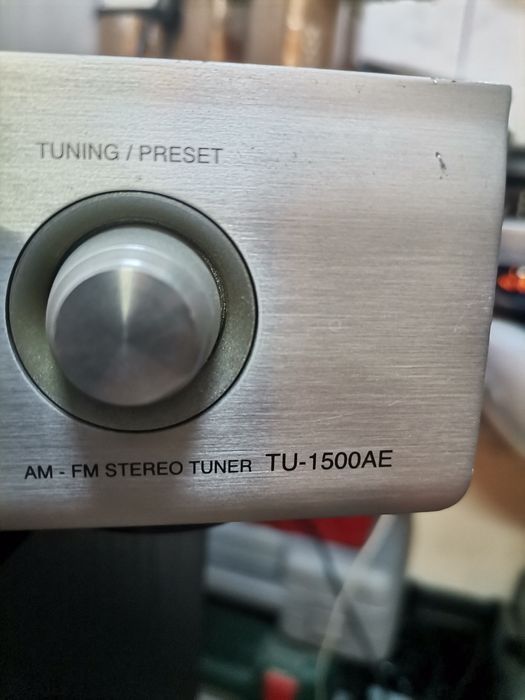 TUNING / PRESET
AM - FM STEREO TUNER TU-1500AE